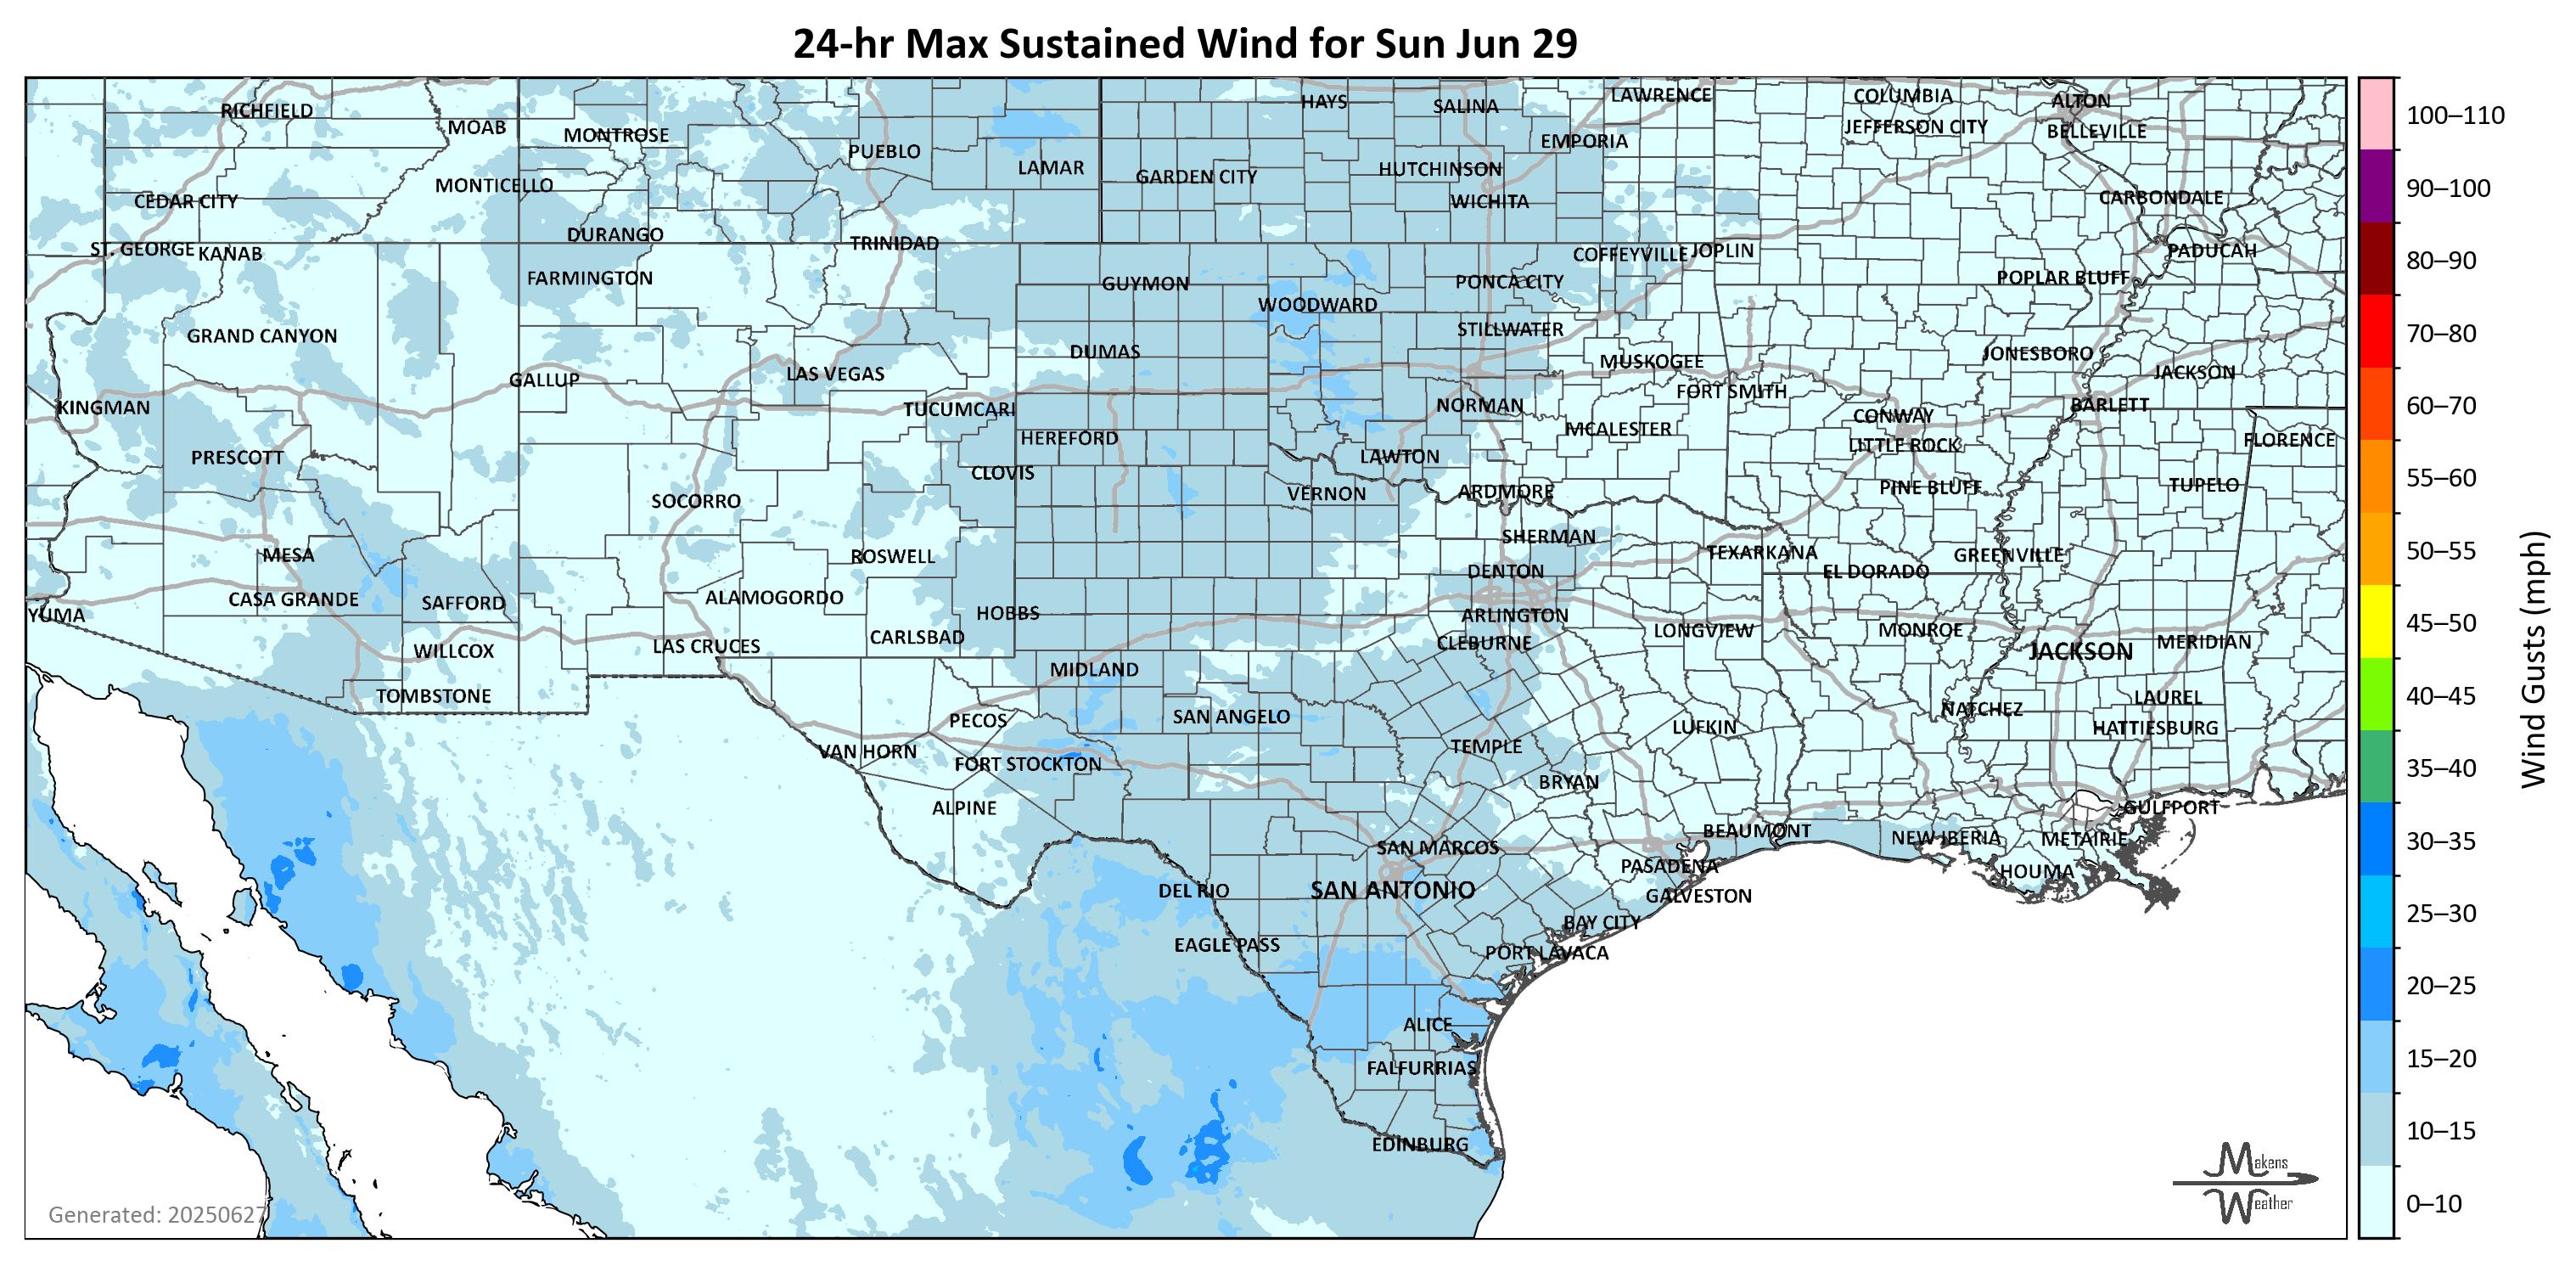 24-hr Max Sustained Wind for Sun Jun 29
RICHFIELD
MOAB
MONTROSE
PUEBLO
LAMAR
HAYS
SALINA
LAWRENCE
COLUMBIA
ALTON
JEFFERSON CITY
BELLEVILLE
EMPORIA
GARDEN CITY
HUTCHINSON
WICHITA
CEDAR CITY
MONTICELLO
CARBONDALE
ST. GEORGE
KANAB
DURANGO
TRINIDAD
COFFEYVILLE
JOPLIN
PADUCAH
FARMINGTON
GUYMON
WOODWARD
PONCA CITY
POPLAR BLUFF
GRAND CANYON
DUMAS
STILLWATER
MUSKOGEE
JONESBORO
GALLUP
LAS VEGAS
FORT SMITH
JACKSON
KINGMAN
TUCUMCARI
NORMAN
CONWAY
BARLETT
PRESCOTT
HEREFORD
MCALESTER
LITTLE ROCK
FLORENCE
CLOVIS
LAWTON
SOCORRO
VERNON
ARDMORE
PINE BLUFF
TUPELO
MESA
ROSWELL
SHERMAN
TEXARKANA
GREENVILLE
DENTON
EL DORADO
YUMA
CASA GRANDE
SAFFORD
ALAMOGORDO
HOBBS
ARLINGTON
WILLCOX
LAS CRUCES
CARLSBAD
CLEBURNE
LONGVIEW
MONROE
JACKSON
MERIDIAN
TOMBSTONE
MIDLAND
PECOS
SAN ANGELO
LUFKIN
NATCHEZ
LAUREL
HATTIESBURG
VAN HORN
FORT STOCKTON
TEMPLE
BRYAN
ALPINE
GULFPORT
SAN MARCOS
BEAUMONT
NEW IBERIA
METAIRIE
DEL RIO
SAN ANTONIO
PASADENA
GALVESTON
HOUMA
EAGLE PASS
BAY CITY
PORT LAVACA
ALICE
FALFURRIAS
EDINBURG
Generated: 20250627
Makens
Weather
100–110
90–100
80–90
70–80
60–70
55–60
50–55
45–50
40–45
35–40
30–35
25–30
20–25
15–20
10–15
0–10
Wind Gusts (mph)